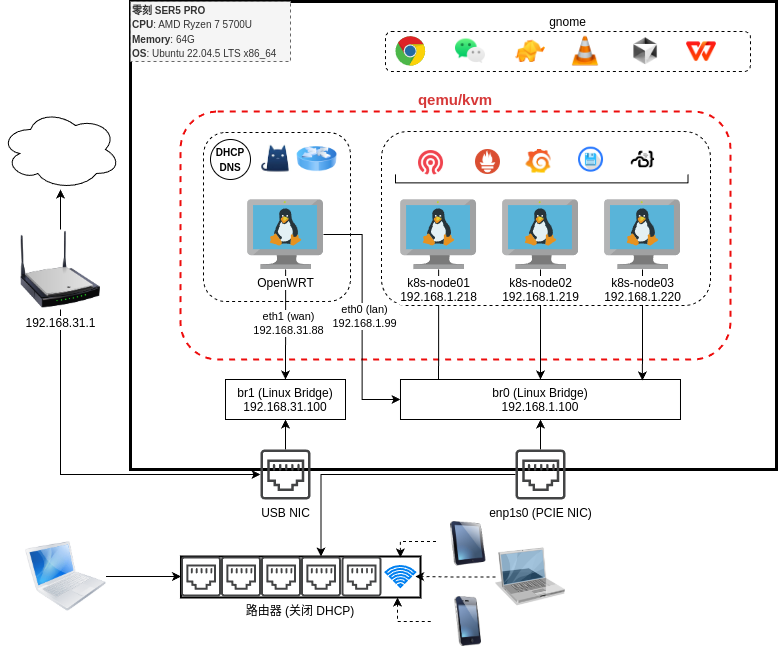 零刻 SER5 PRO
CPU: AMD Ryzen 7 5700U
Memory: 64G
OS: Ubuntu 22.04.5 LTS x86_64
gnome
qemu/kvm
DHCP
DNS
OpenWRT
k8s-node01
192.168.1.218
k8s-node02
192.168.1.219
k8s-node03
192.168.1.220
eth1 (wan)
192.168.31.88
eth0 (lan)
192.168.1.99
192.168.31.1
br1 (Linux Bridge)
192.168.31.100
br0 (Linux Bridge)
192.168.1.100
USB NIC
enp1s0 (PCIE NIC)
路由器 (关闭 DHCP)